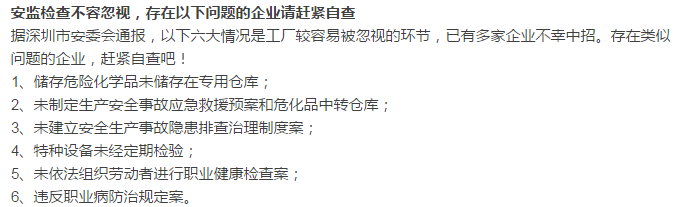 安监检查不容忽视，存在以下问题的企业请赶紧自查
据深圳市安委会通报，以下六大情况是工厂较容易被忽视的环节，已有多家企业不幸中招。存在类似
问题的企业，赶紧自查吧！
1、储存危险化学品未储存在专用仓库；
2、未制定生产安全事故应急救援预案和危化品中转仓库；
3、未建立安全生产事故隐患排查治理制度案；
4、特种设备未经定期检验；
5、未依法组织劳动者进行职业健康检查案；
6、违反职业病防治规定案。